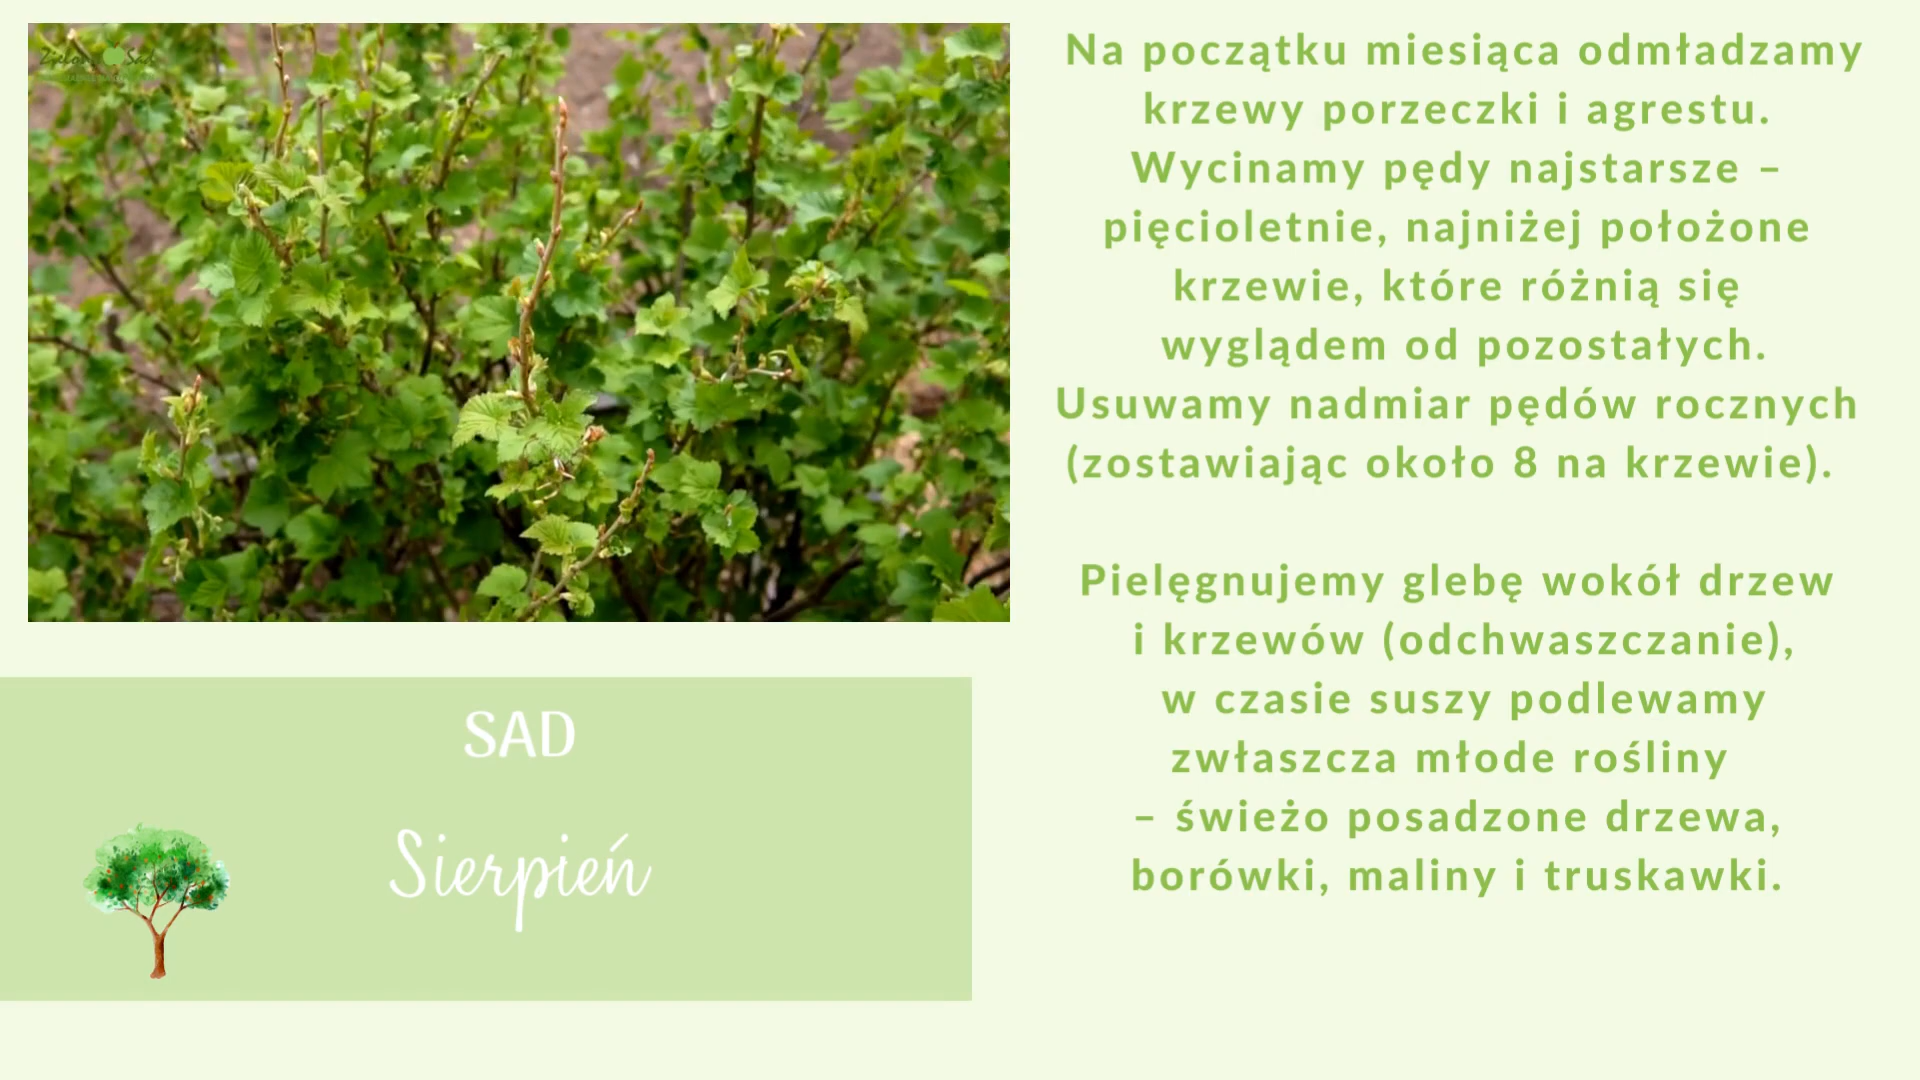 Zielony Sad
Na początku miesiąca odmładzamy
krzewy porzeczki i agrestu.
Wycinamy pędy najstarsze –
pięcioletnie, najniżej położone
krzewie, które różnią się
wyglądem od pozostałych.
Usuwamy nadmiar pędów rocznych
(zostawiając około 8 na krzewie).
Pielęgnujemy glebę wokół drzew
i krzewów (odchwaszczanie),
w czasie suszy podlewamy
zwłaszcza młode rośliny
– świeżo posadzone drzewa,
borówki, maliny i truskawki.
SAD
Sierpień